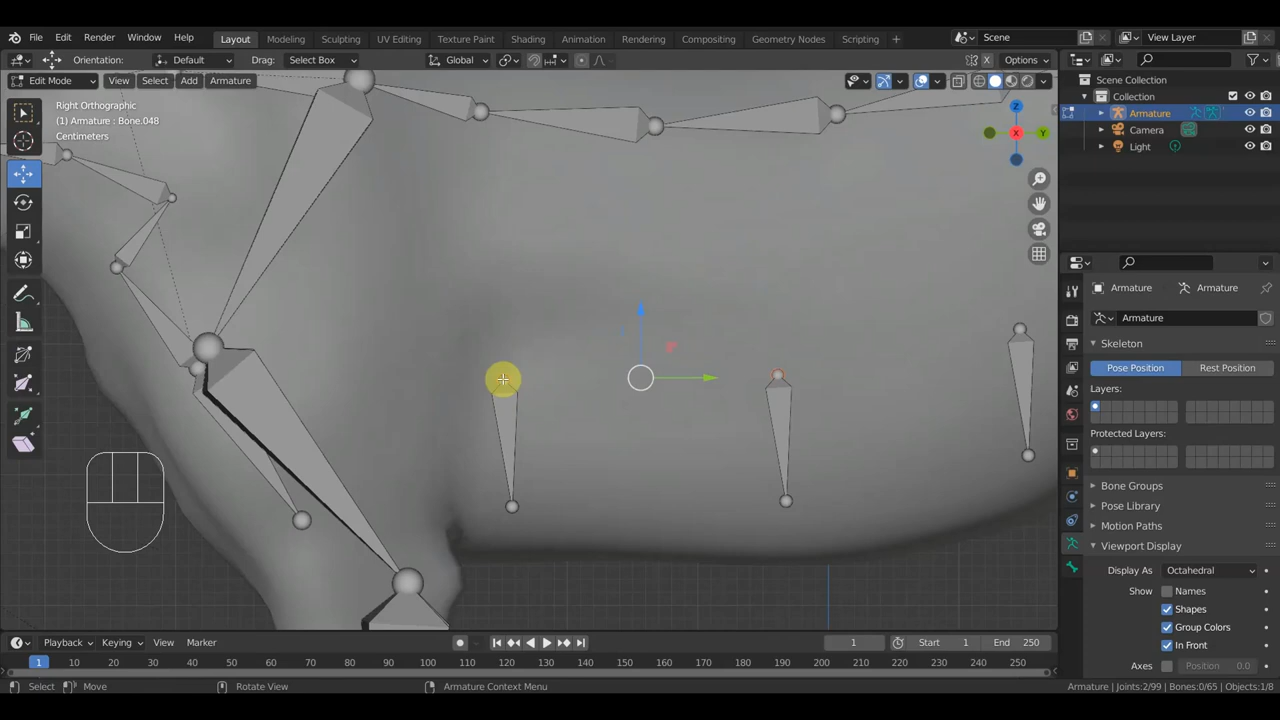 File Edit Render Window Help Layout Modeling Sculpting UV Editing Texture Paint Shading Animation Rendering Compositing Geometry Nodes Scripting + Scene View Layer
Orientation: Default Drag: Select Box Global Options
Edit Mode View Select Add Armature
Right Orthographic
(1) Armature : Bone.048
Centimeters
Z
X
Y
Scene Collection
Collection
Armature
Camera
Light
Armature Armature
Armature
Skeleton
Pose Position Rest Position
Layers:
Protected Layers:
Bone Groups
Pose Library
Motion Paths
Viewport Display
Display As Octahedral
Show Names
Shapes
Group Colors
In Front
Axes Position 0.0
Playback Keying View Marker 1 Start 1 End 250
1 10 20 30 40 50 60 70 80 90 100 110 120 130 140 150 160 170 180 190 200 210 220 230 240 250
Select Move Rotate View Armature Context Menu Armature | Joints:2/99 | Bones:0/65 | Objects:1/8